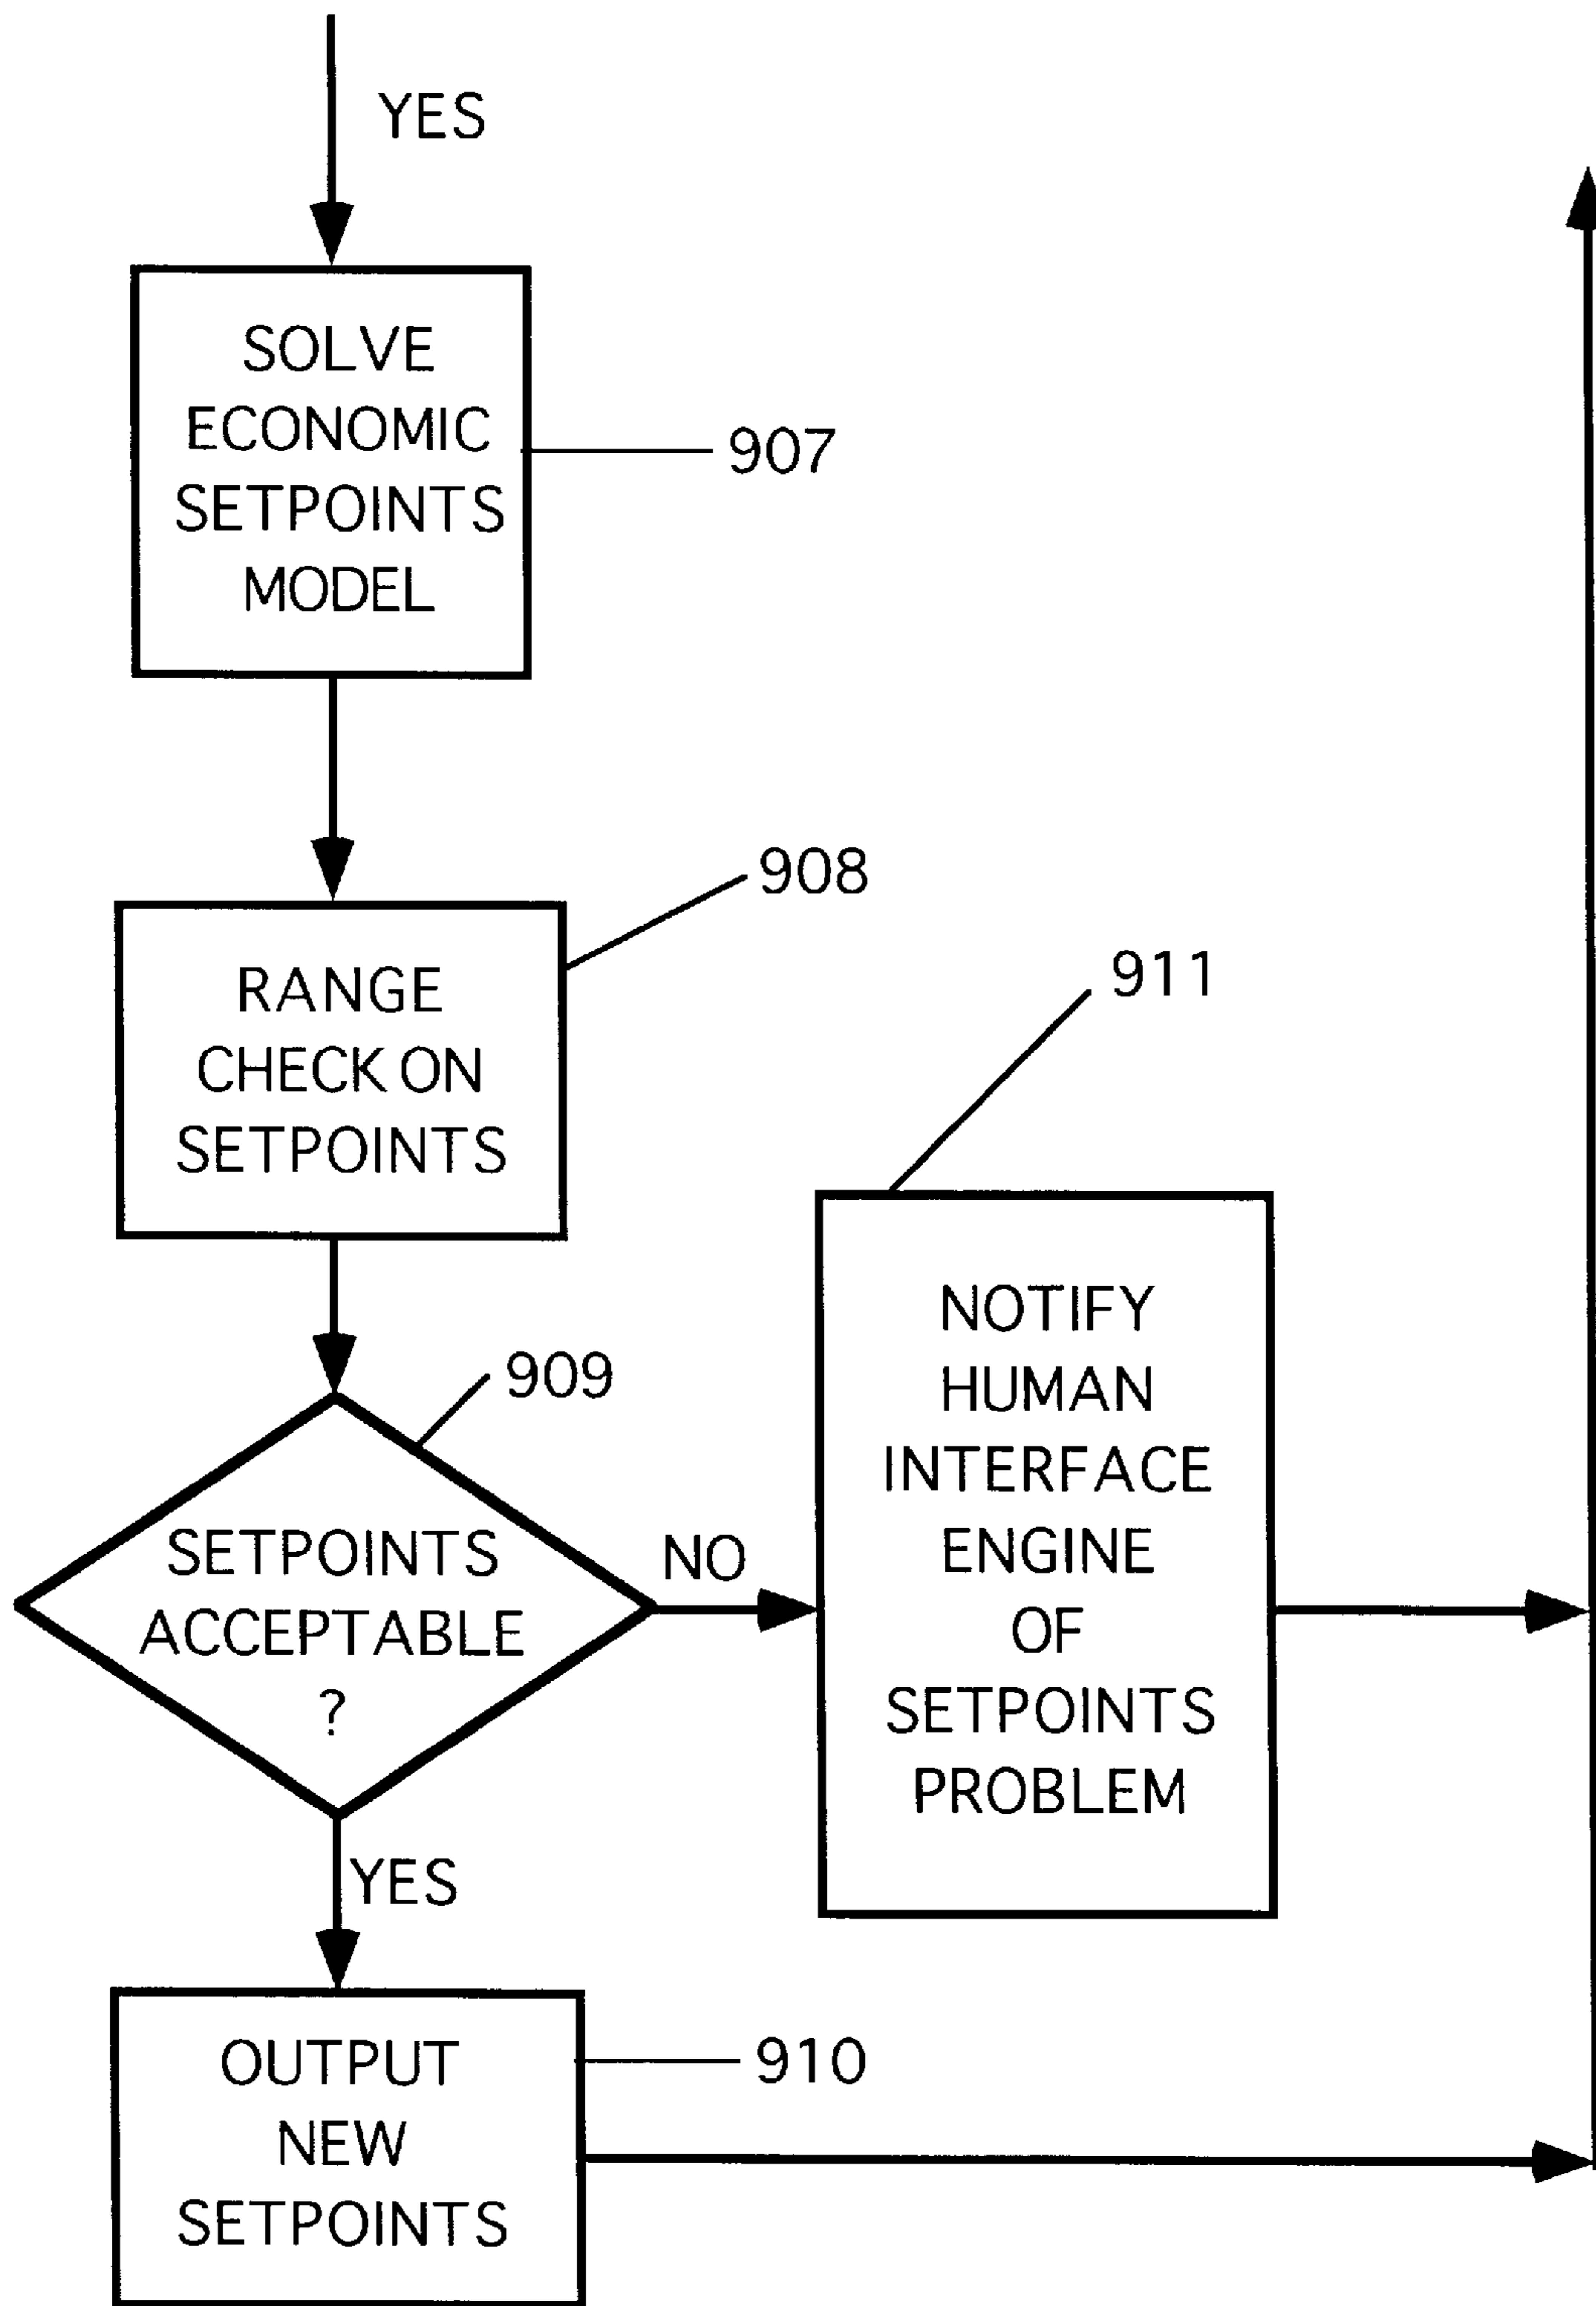 YES
SOLVE
ECONOMIC
SETPOINTS
MODEL
907
908
RANGE
CHECK ON
SETPOINTS
911
909
NOTIFY
HUMAN
INTERFACE
ENGINE
OF
SETPOINTS
PROBLEM
SETPOINTS
ACCEPTABLE
?
NO
YES
OUTPUT
NEW
SETPOINTS
910